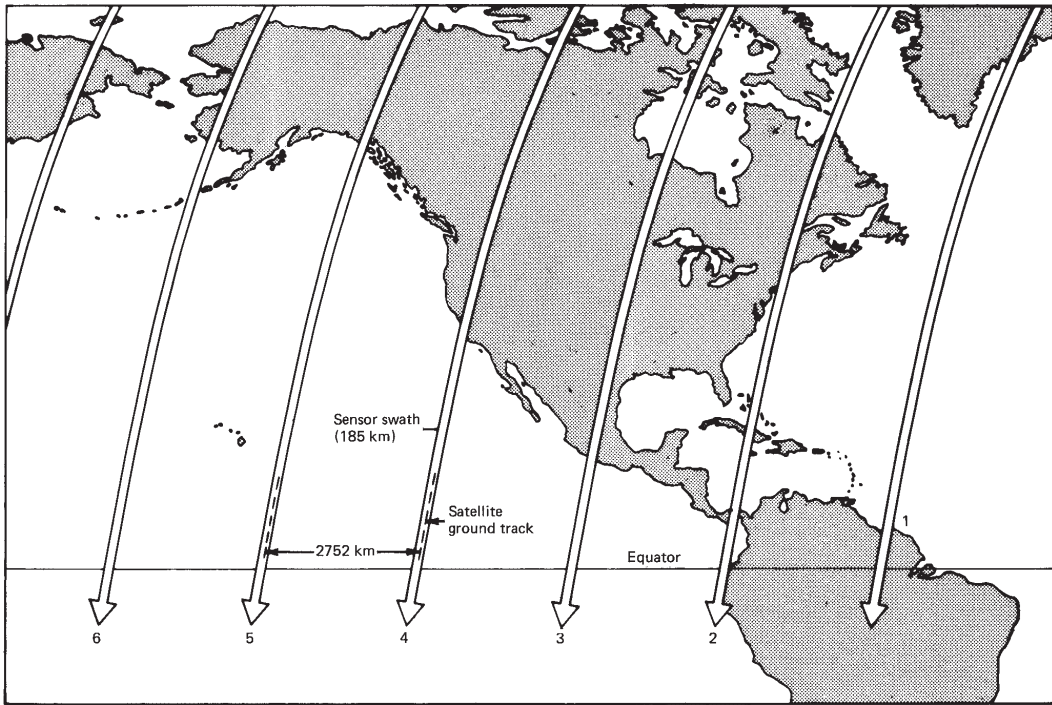 Sensor swath
(185 km)
Satellite
ground track
1
2752 km
Equator
6
5
4
3
2